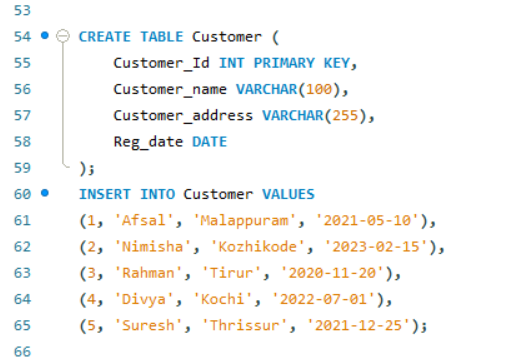 53
54 CREATE TABLE Customer (
55 Customer_Id INT PRIMARY KEY,
56 Customer_name VARCHAR(100),
57 Customer_address VARCHAR(255),
58 Reg_date DATE
59 );
60 INSERT INTO Customer VALUES
61 (1, 'Afsal', 'Malappuram', '2021-05-10'),
62 (2, 'Nimisha', 'Kozhikode', '2023-02-15'),
63 (3, 'Rahman', 'Tirur', '2020-11-20'),
64 (4, 'Divya', 'Kochi', '2022-07-01'),
65 (5, 'Suresh', 'Thrissur', '2021-12-25');
66